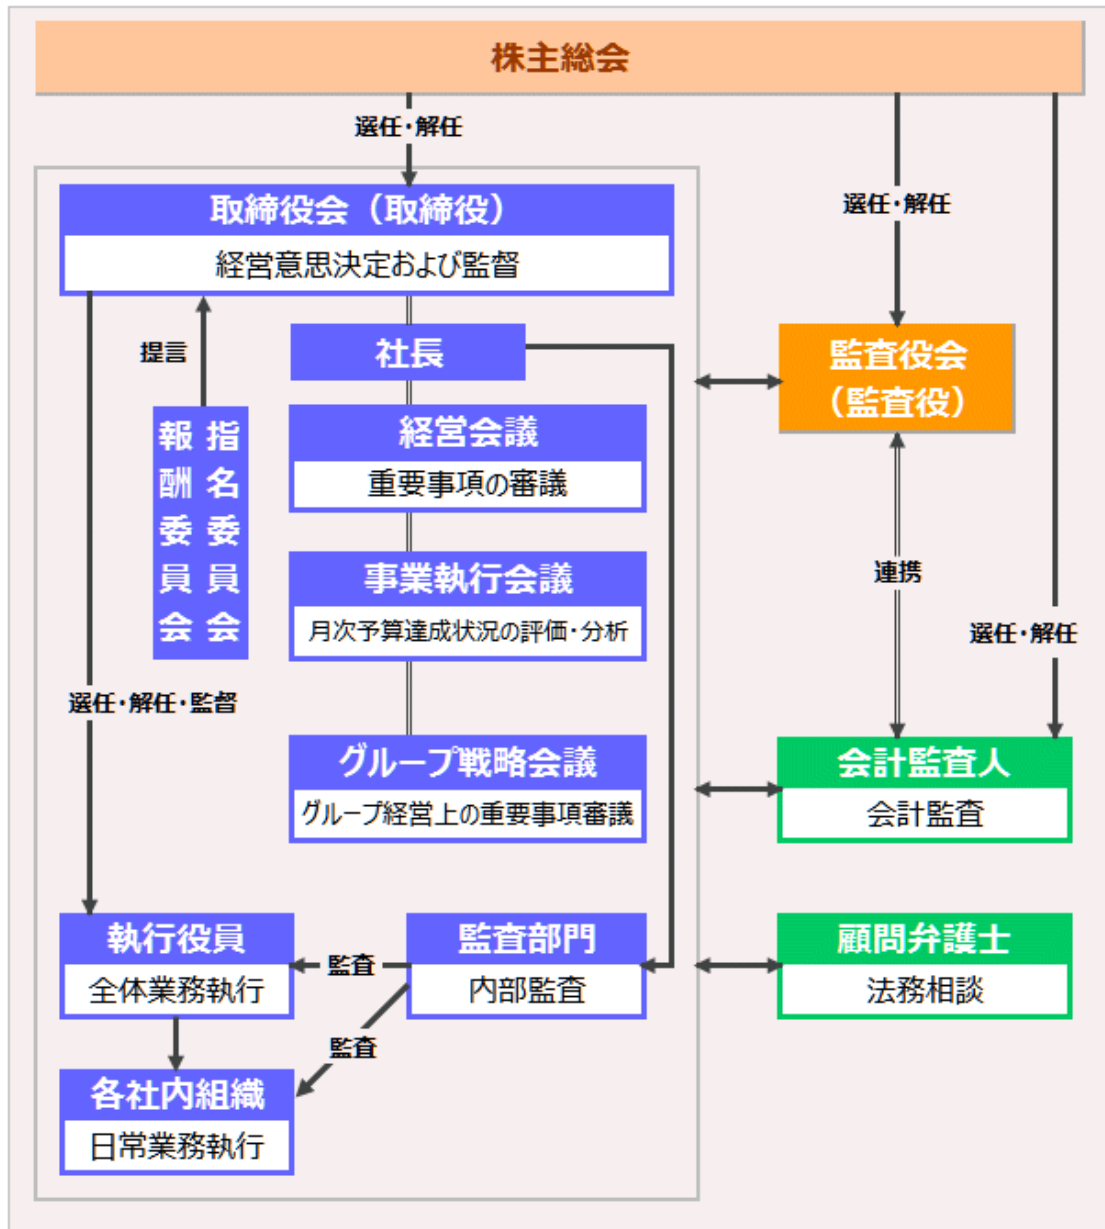 株主総会
選任・解任
選任・解任
取締役会（取締役）
経営意思決定および監督
提言
社長
監査役会
（監査役）
指名委員会
報酬委員会
経営会議
重要事項の審議
事業執行会議
月次予算達成状況の評価・分析
連携
選任・解任
選任・解任・監督
グループ戦略会議
グループ経営上の重要事項審議
会計監査人
会計監査
執行役員
全体業務執行
監査
監査部門
内部監査
顧問弁護士
法務相談
監査
各社内組織
日常業務執行